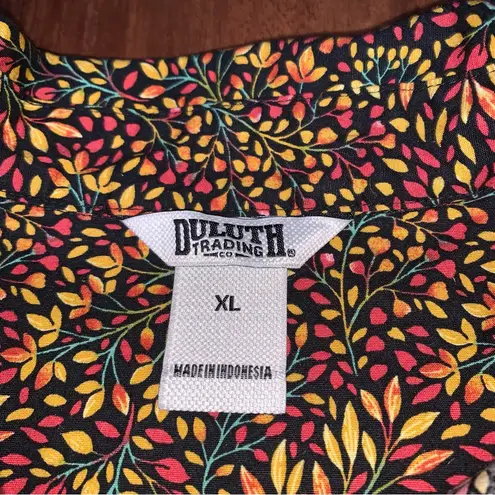 DULUTH
TRADING
CO
®
XL
MADE IN INDONESIA